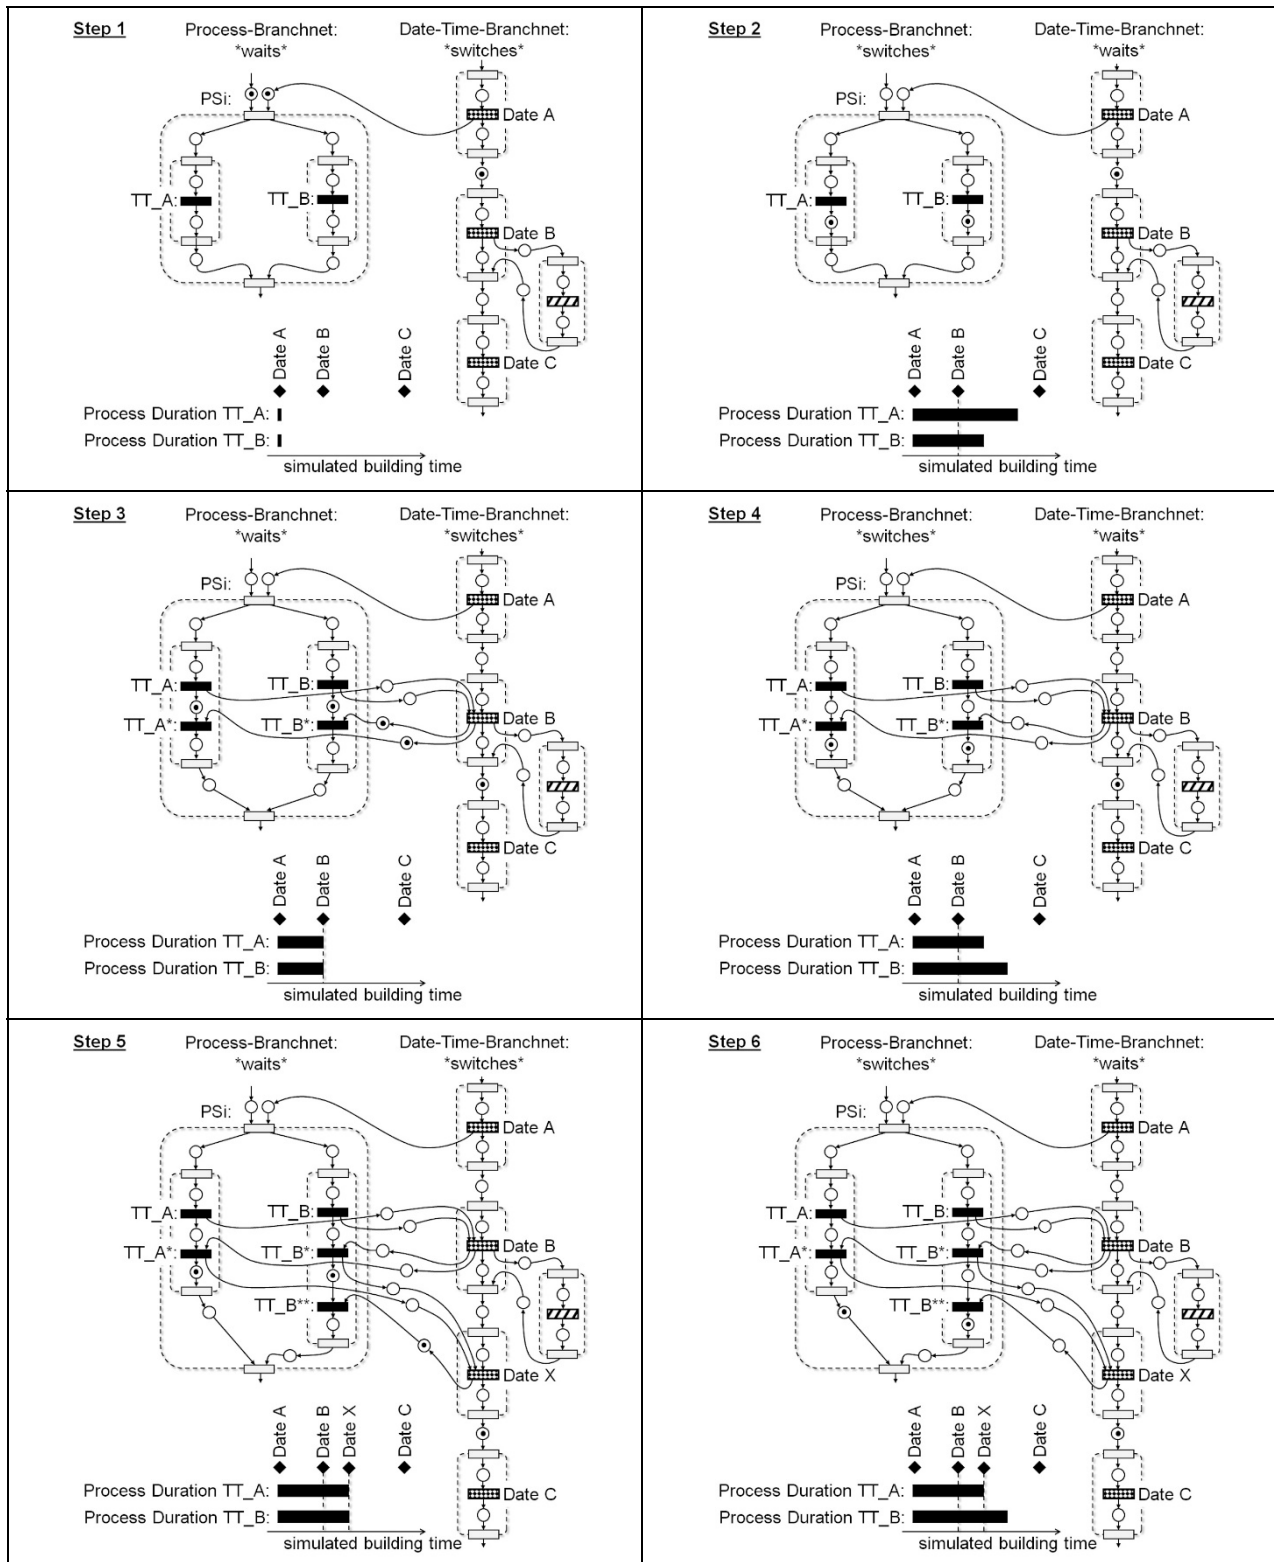 Step 1
Process-Branchnet:
*waits*
Date-Time-Branchnet:
*switches*
PSi:
Date A
TT_A:
TT_B:
Date B
Date C
Date A
Date B
Date C
Process Duration TT_A:
Process Duration TT_B:
simulated building time
Step 2
Process-Branchnet:
*switches*
Date-Time-Branchnet:
*waits*
PSi:
Date A
TT_A:
TT_B:
Date B
Date C
Date A
Date B
Date C
Process Duration TT_A:
Process Duration TT_B:
simulated building time
Step 3
Process-Branchnet:
*waits*
Date-Time-Branchnet:
*switches*
PSi:
Date A
TT_A:
TT_B:
TT_A*:
TT_B*:
Date B
Date C
Date A
Date B
Date C
Process Duration TT_A:
Process Duration TT_B:
simulated building time
Step 4
Process-Branchnet:
*switches*
Date-Time-Branchnet:
*waits*
PSi:
Date A
TT_A:
TT_B:
TT_A*:
TT_B*:
Date B
Date C
Date A
Date B
Date C
Process Duration TT_A:
Process Duration TT_B:
simulated building time
Step 5
Process-Branchnet:
*waits*
Date-Time-Branchnet:
*switches*
PSi:
Date A
TT_A:
TT_B:
TT_A*:
TT_B*:
Date B
TT_B**:
Date X
Date A
Date B
Date X
Date C
Process Duration TT_A:
Date C
Process Duration TT_B:
simulated building time
Step 6
Process-Branchnet:
*switches*
Date-Time-Branchnet:
*waits*
PSi:
Date A
TT_A:
TT_B:
TT_A*:
TT_B*:
Date B
TT_B**:
Date X
Date A
Date B
Date X
Date C
Process Duration TT_A:
Date C
Process Duration TT_B:
simulated building time